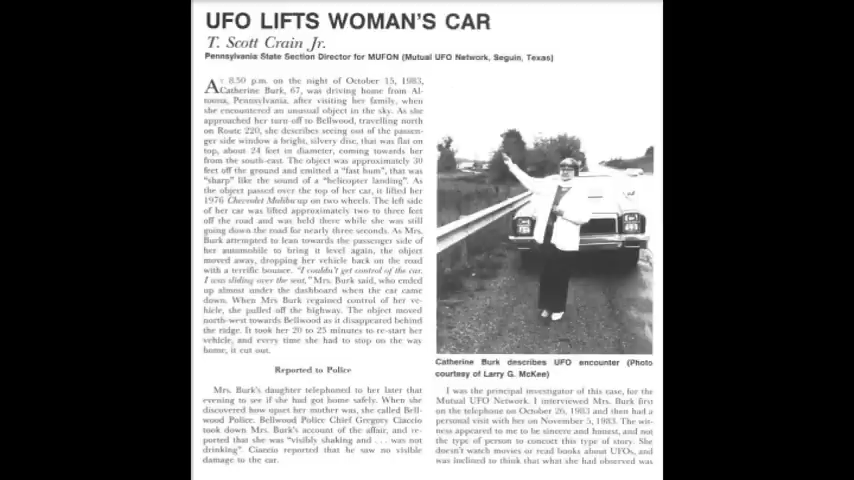 UFO LIFTS WOMAN'S CAR
T. Scott Crain Jr.
Pennsylvania State Section Director for MUFON (Mutual UFO Network, Seguin, Texas)
AT 8.50 p.m. on the night of October 15, 1983,
Catherine Burk, 67, was driving home from Al-
toona, Pennsylvania, after visiting her family, when
she encountered an unusual object in the sky. As she
approached her turn-off to Bellwood, travelling north
on Route 220, she describes seeing out of the passen-
ger side window a bright, silvery disc, that was flat on
top, about 24 feet in diameter, coming towards her
from the south-east. The object was approximately 30
feet off the ground and emitted a "fast hum", that was
"sharp" like the sound of a "helicopter landing". As
the object passed over the top of her car, it lifted her
1976 Chevrolet Malibu up on two wheels. The left side
of her car was lifted approximately two to three feet
off the road and was held there while she was still
going down the road for nearly three seconds. As Mrs.
Burk attempted to lean towards the passenger side of
her automobile to bring it level again, the object
moved away, dropping her vehicle back on the road
with a terrific bounce. "I couldn't get control of the car.
I was sliding over the seat," Mrs. Burk said, who ended
up almost under the dashboard when the car came
down. When Mrs Burk regained control of her ve-
hicle, she pulled off the highway. The object moved
north-west towards Bellwood as it disappeared behind
the ridge. It took her 20 to 25 minutes to re-start her
vehicle, and every time she had to stop on the way
home, it cut out.
Reported to Police
Mrs. Burk's daughter telephoned to her later that
evening to see if she had got home safely. When she
discovered how upset her mother was, she called Bell-
wood Police. Bellwood Police Chief Gregory Ciaccio
took down Mrs. Burk's account of the affair, and re-
ported that she was "visibly shaking and . . . was not
drinking". Ciaccio reported that he saw no visible
damage to the car.
Catherine Burk describes UFO encounter (Photo
courtesy of Larry G. McKee)
I was the principal investigator of this case, for the
Mutual UFO Network. I interviewed Mrs. Burk first
on the telephone on October 26, 1983 and then had a
personal visit with her on November 5, 1983. The wit-
ness appeared to me to be sincere and honest, and not
the type of person to concoct this type of story. She
doesn't watch movies or read books about UFOs, and
was inclined to think that what she had observed was